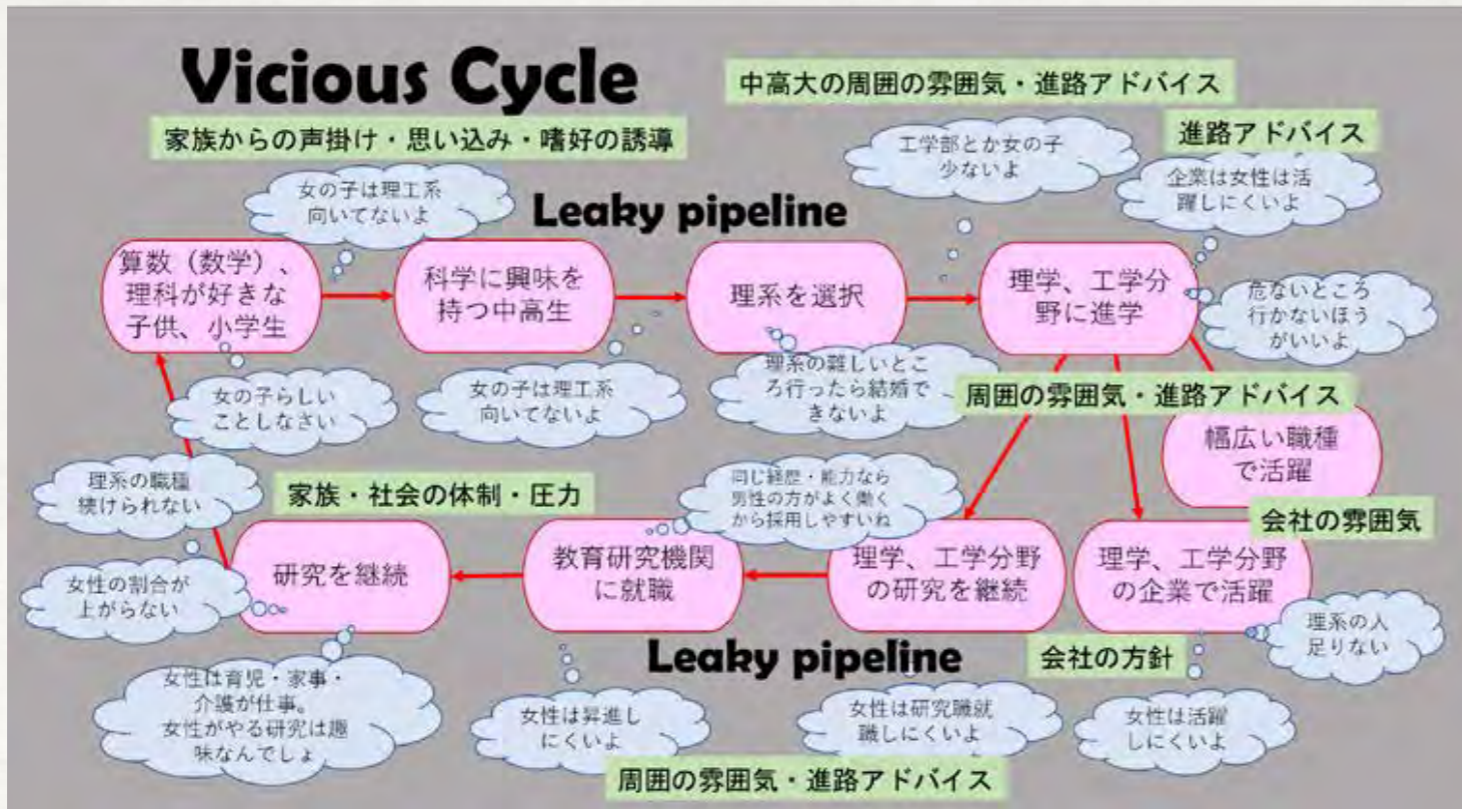 Vicious Cycle
中高大の周囲の雰囲気・進路アドバイス
家族からの声掛け・思い込み・嗜好の誘導
進路アドバイス
工学部とか女の子
少ないよ
企業は女性は活
躍しにくいよ
女の子は理工系
向いてないよ
Leaky pipeline
算数（数学）、
理科が好きな
子供、小学生
科学に興味を
持つ中高生
理系を選択
理学、工学分
野に進学
危ないところ
行かないほう
がいいよ
女の子らしい
ことしなさい
女の子は理工系
向いてないよ
理系の難しいとこ
ろ行ったら結婚で
きないよ
周囲の雰囲気・進路アドバイス
幅広い職種
で活躍
理系の職種
続けられない
家族・社会の体制・圧力
同じ経歴・能力なら
男性の方がよく働く
から採用しやすいね
会社の雰囲気
女性の割合が
上がらない
研究を継続
教育研究機関
に就職
理学、工学分野
の研究を継続
理学、工学分野
の企業で活躍
理系の人
足りない
Leaky pipeline
会社の方針
女性は育児・家事・
介護が仕事。
女性がやる研究は趣
味なんでしょ
女性は昇進し
にくいよ
女性は研究職就
職しにくいよ
女性は活躍
しにくいよ
周囲の雰囲気・進路アドバイス